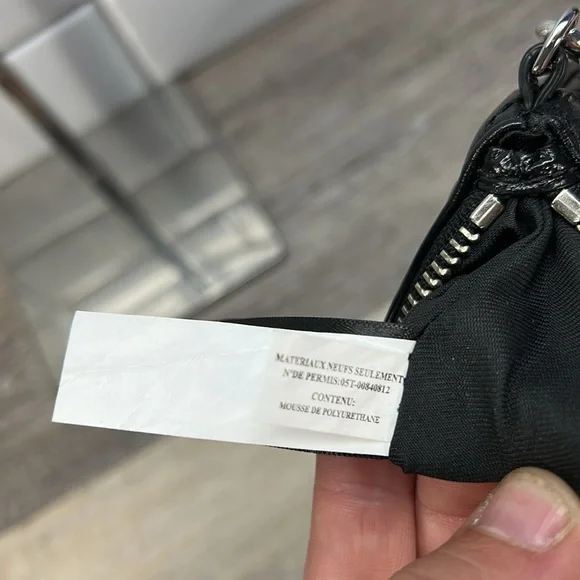 MATERIAUX NEUFS SEULEMENT
N°DE PERMIS:05T-00840812
CONTENU:
MOUSSE DE POLYURETHANE